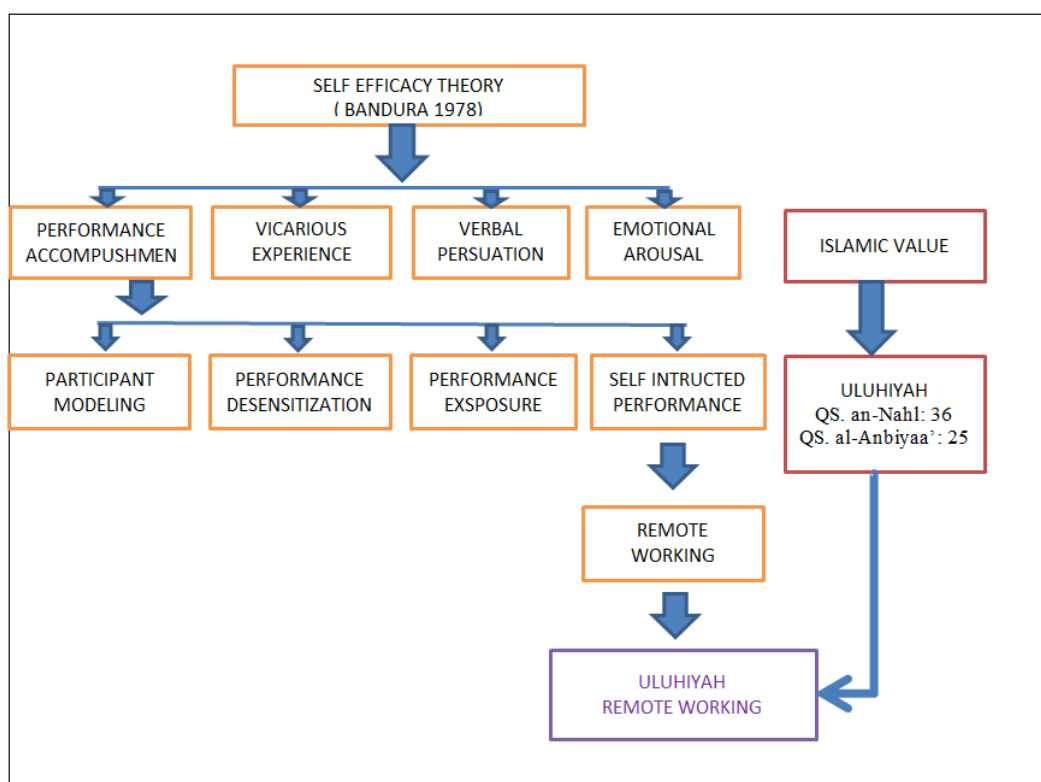 SELF EFFICACY THEORY
( BANDURA 1978)
PERFORMANCE
ACCOMPUSHMEN
VICARIOUS
EXPERIENCE
VERBAL
PERSUATION
EMOTIONAL
AROUSAL
ISLAMIC VALUE
PARTICIPANT
MODELING
PERFORMANCE
DESENSITIZATION
PERFORMANCE
EXSPOSURE
SELF INTRUCTED
PERFORMANCE
ULUHIYAH
QS. an-Nahl: 36
QS. al-Anbiyaa’: 25
REMOTE
WORKING
ULUHIYAH
REMOTE WORKING